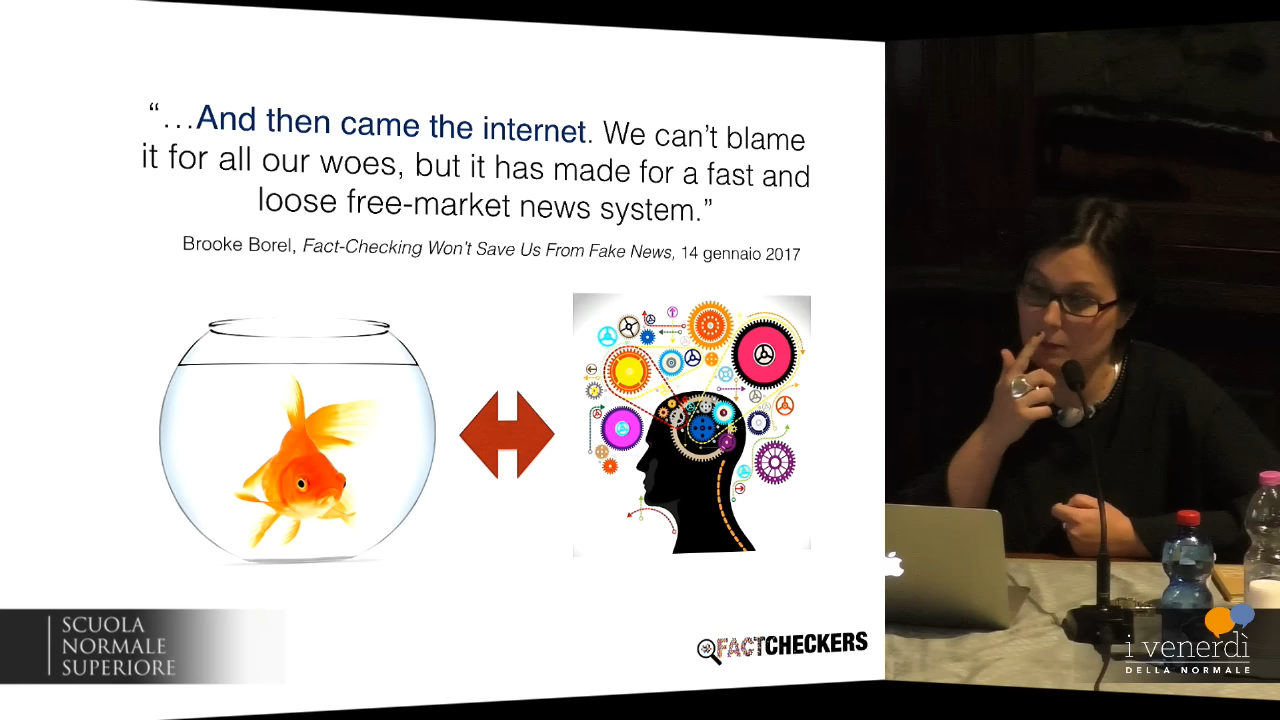 “…And then came the internet. We can’t blame
it for all our woes, but it has made for a fast and
loose free-market news system.”
Brooke Borel, Fact-Checking Won’t Save Us From Fake News, 14 gennaio 2017
FACTCHECKERS
SCUOLA
NORMALE
SUPERIORE
i venerdì
DELLA NORMALE